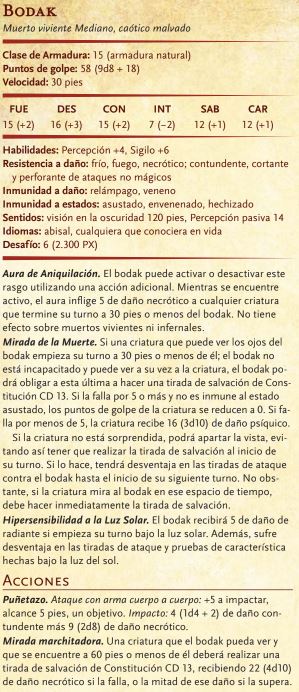 BODAK
Muerto viviente Mediano, caótico malvado
Clase de Armadura: 15 (armadura natural)
Puntos de golpe: 58 (9d8 + 18)
Velocidad: 30 pies
FUE DES CON INT SAB CAR
15 (+2) 16 (+3) 15 (+2) 7 (−2) 12 (+1) 12 (+1)
Habilidades: Percepción +4, Sigilo +6
Resistencia a daño: frío, fuego, necrótico; contundente, cortante
y perforante de ataques no mágicos
Inmunidad a daño: relámpago, veneno
Inmunidad a estados: asustado, envenenado, hechizado
Sentidos: visión en la oscuridad 120 pies, Percepción pasiva 14
Idiomas: abisal, cualquiera que conociera en vida
Desafío: 6 (2.300 PX)
Aura de Aniquilación. El bodak puede activar o desactivar este
rasgo utilizando una acción adicional. Mientras se encuentre
activo, el aura inflige 5 de daño necrótico a cualquier criatura
que termine su turno a 30 pies o menos del bodak. No tiene
efecto sobre muertos vivientes ni infernales.
Mirada de la Muerte. Si una criatura que puede ver los ojos del
bodak empieza su turno a 30 pies o menos de él; el bodak no
está incapacitado y puede ver a su vez a la criatura, el bodak po-
drá obligar a esta última a hacer una tirada de salvación de Cons-
titución CD 13. Si la falla por 5 o más y no es inmune al estado
asustado, los puntos de golpe de la criatura se reducen a 0. Si fa-
lla por menos de 5, la criatura recibe 16 (3d10) de daño psíquico.
Si la criatura no está sorprendida, podrá apartar la vista, evi-
tando así tener que realizar la tirada de salvación al inicio de
su turno. Si lo hace, tendrá desventaja en las tiradas de ataque
contra el bodak hasta el inicio de su siguiente turno. No obs-
tante, si la criatura mira al bodak en ese espacio de tiempo,
debe hacer inmediatamente la tirada de salvación.
Hipersensibilidad a la Luz Solar. El bodak recibirá 5 de daño de
radiante si empieza su turno bajo la luz solar. Además, sufre
desventaja en las tiradas de ataque y pruebas de característica
hechas bajo la luz del sol.
ACCIONES
Puñetazo. Ataque con arma cuerpo a cuerpo: +5 a impactar,
alcance 5 pies, un objetivo. Impacto: 4 (1d4 + 2) de daño con-
tundente más 9 (2d8) de daño necrótico.
Mirada marchitadora. Una criatura que el bodak pueda ver y
que se encuentre a 60 pies o menos de él deberá realizar una
tirada de salvación de Constitución CD 13, recibiendo 22 (4d10)
de daño necrótico si la falla, o la mitad de ese daño si la supera.